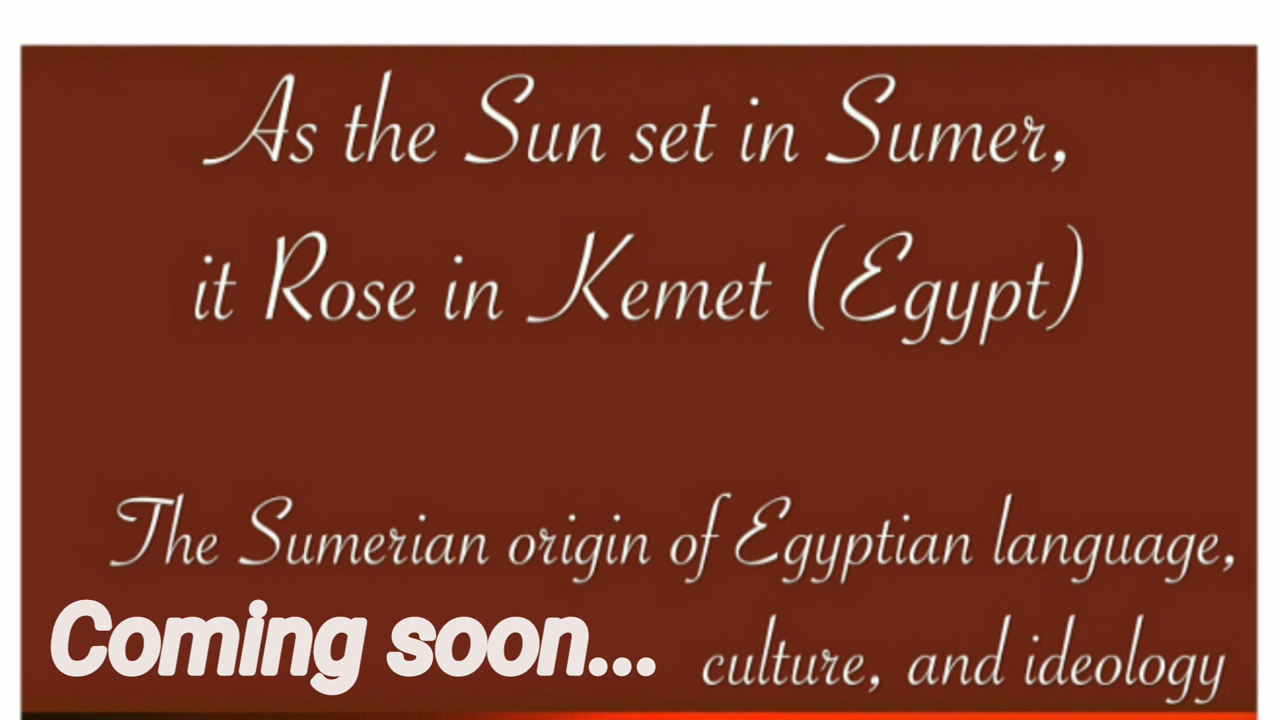 As the Sun set in Sumer,
it Rose in Kemet (Egypt)
The Sumerian origin of Egyptian language,
culture, and ideology
Coming soon...